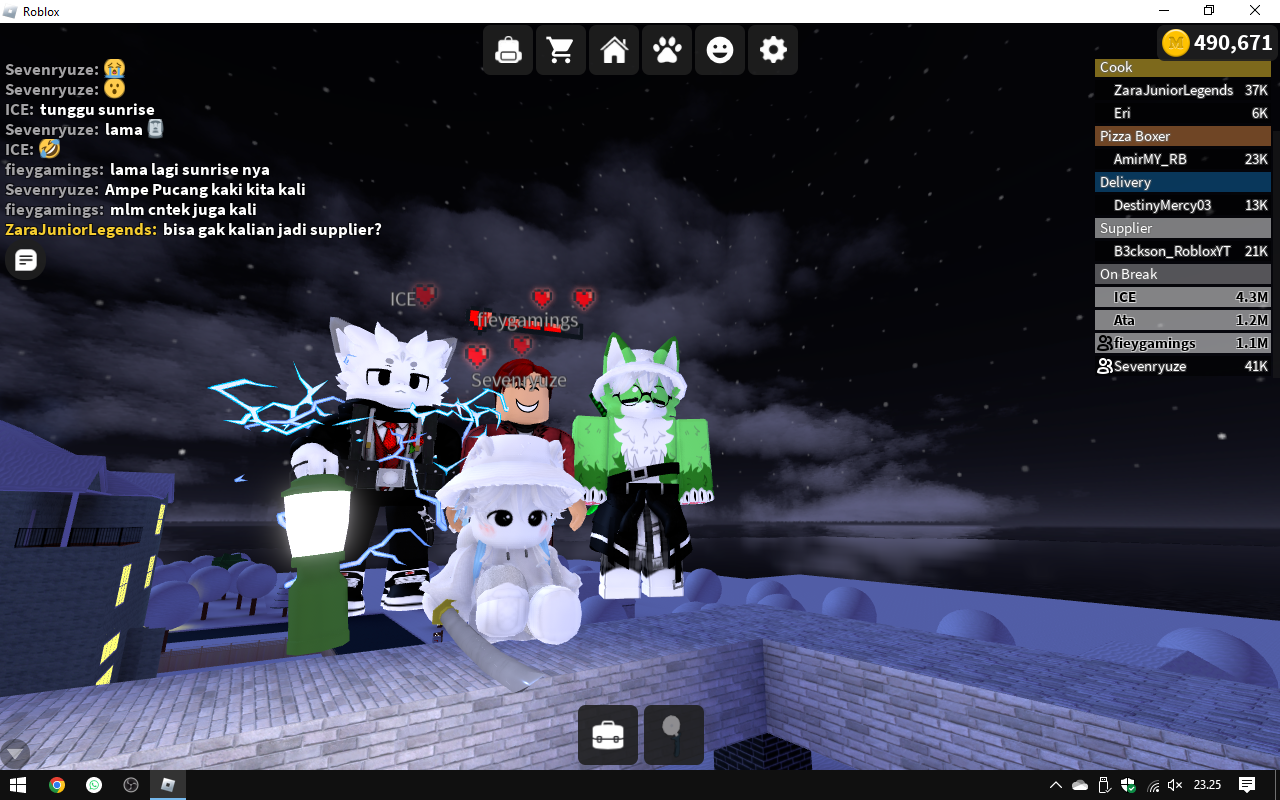 Roblox
490,671
Sevenryuze: 😭
Sevenryuze: 😮
ICE: tunggu sunrise
Sevenryuze: lama 🗿
ICE: 🤣
fieygamings: lama lagi sunrise nya
Sevenryuze: Ampe Pucang kaki kita kali
fieygamings: mlm cntek juga kali
ZaraJuniorLegends: bisa gak kalian jadi supplier?
Cook
ZaraJuniorLegends 37K
Eri 6K
Pizza Boxer
AmirMY_RB 23K
Delivery
DestinyMercy03 13K
Supplier
B3ckson_RobloxYT 21K
On Break
ICE 4.3M
Ata 1.2M
fieygamings 1.1M
Sevenryuze 41K
ICE
fieygamings
Sevenryuze
23.25